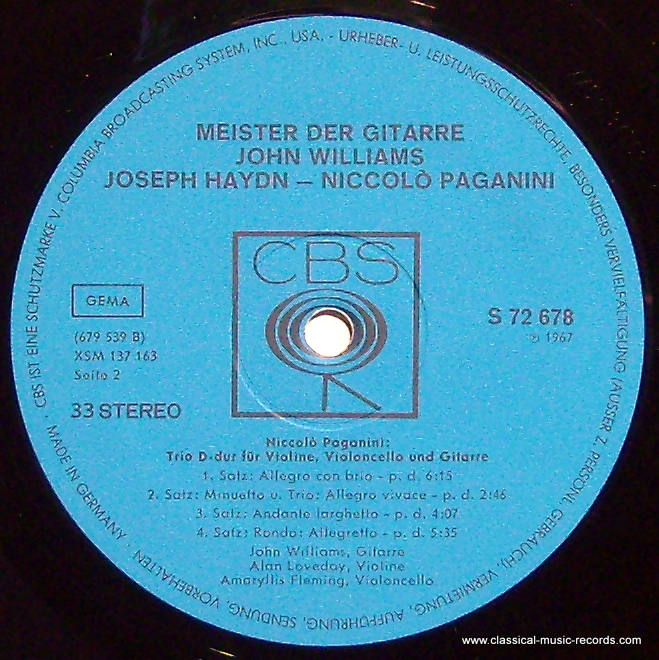 CBS IST EINE SCHUTZMARKE V. COLUMBIA BROADCASTING SYSTEM, INC., USA. - URHEBER- U. LEISTUNGSSCHUTZRECHTE, BESONDERS VERVIELFÄLTIGUNG (AUSSER Z. PERSÖNL. GEBRAUCH), VERMIETUNG, AUFFÜHRUNG, SENDUNG, VORBEHALTEN
MADE IN GERMANY
MEISTER DER GITARRE
JOHN WILLIAMS
JOSEPH HAYDN – NICCOLÒ PAGANINI
CBS
GEMA
(679 539 B)
XSM 137 163
Seite 2
33 STEREO
S 72 678
℗ 1967
Niccolò Paganini:
Trio D-dur für Violine, Violoncello und Gitarre
1. Satz: Allegro con brio - p. d. 6:15
2. Satz: Minuetto u. Trio: Allegro vivace - p. d. 2:46
3. Satz: Andante larghetto - p. d. 4:07
4. Satz: Rondo: Allegretto - p. d. 5:35
John Williams, Gitarre
Alan Loveday, Violine
Amaryllis Fleming, Violoncello
www.classical-music-records.com